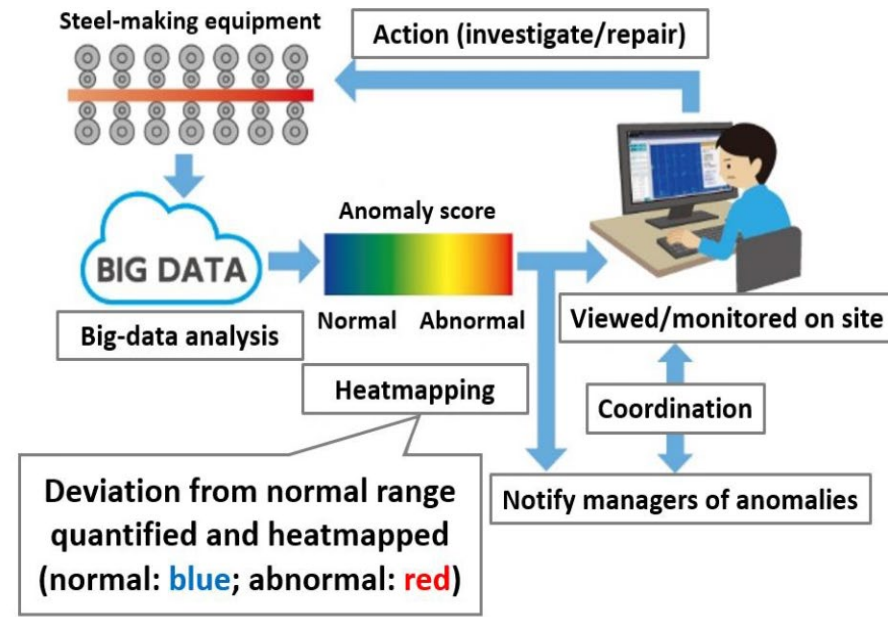 Steel-making equipment
Action (investigate/repair)
BIG DATA
Big-data analysis
Anomaly score
Normal
Abnormal
Heatmapping
Viewed/monitored on site
Coordination
Notify managers of anomalies
Deviation from normal range
quantified and heatmapped
(normal: blue; abnormal: red)